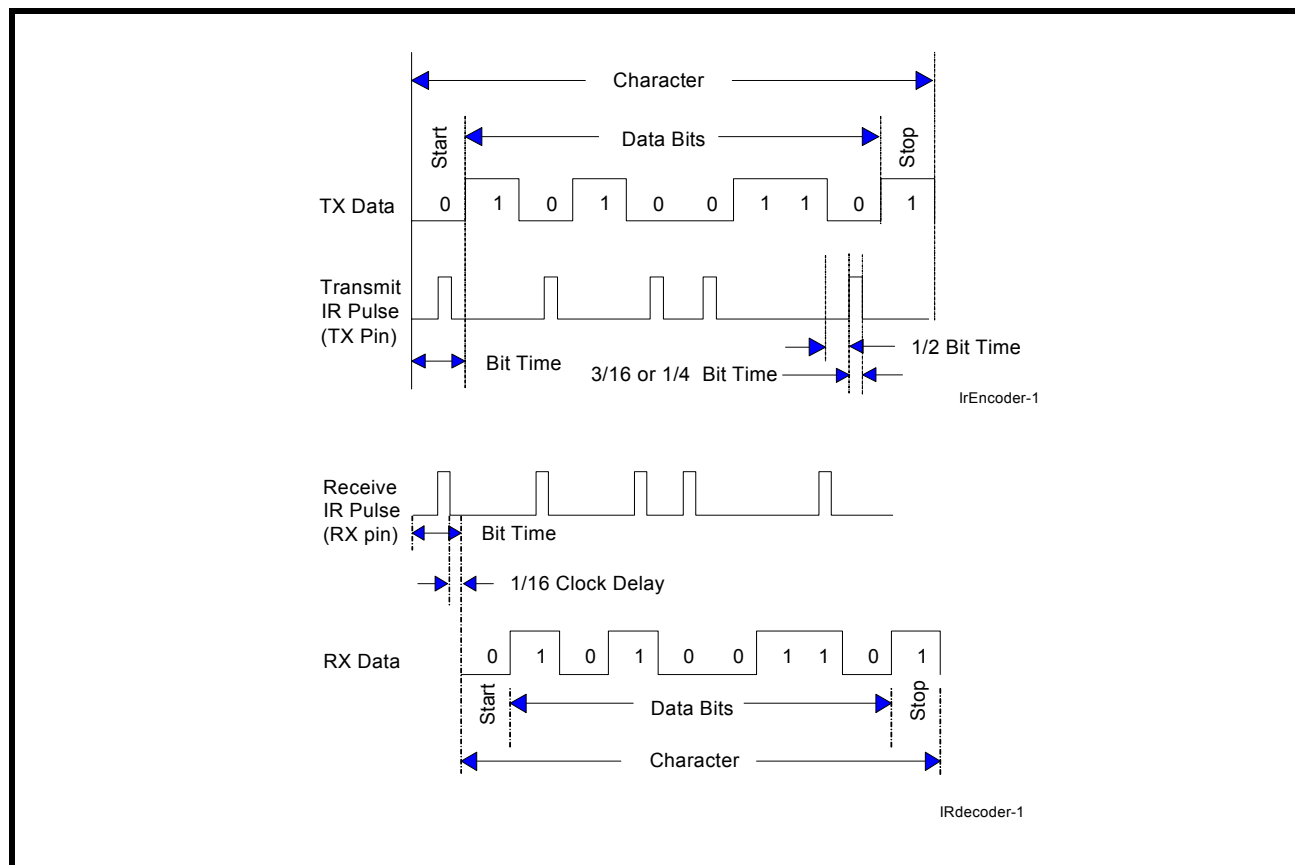 Character
Start
Data Bits
Stop
TX Data
0 1 0 1 0 0 1 1 0 1
Transmit
IR Pulse
(TX Pin)
Bit Time
1/2 Bit Time
3/16 or 1/4 Bit Time
IrEncoder-1
Receive
IR Pulse
(RX pin)
Bit Time
1/16 Clock Delay
RX Data
0 1 0 1 0 0 1 1 0 1
Start
Data Bits
Stop
Character
IRdecoder-1